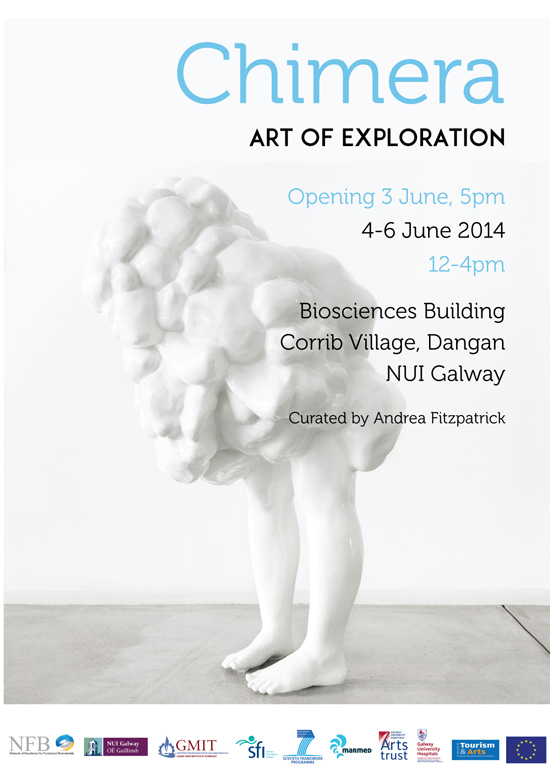 Chimera
ART OF EXPLORATION
Opening 3 June, 5pm
4-6 June 2014
12-4pm
Biosciences Building
Corrib Village, Dangan
NUI Galway
Curated by Andrea Fitzpatrick
NFB
NUI Galway
OÉ Gaillimh
GMIT
sfi
7
SEVENTH FRAMEWORK
PROGRAMME
manmed
Arts
trust
Galway
University
Hospitals
Tourism
& Arts